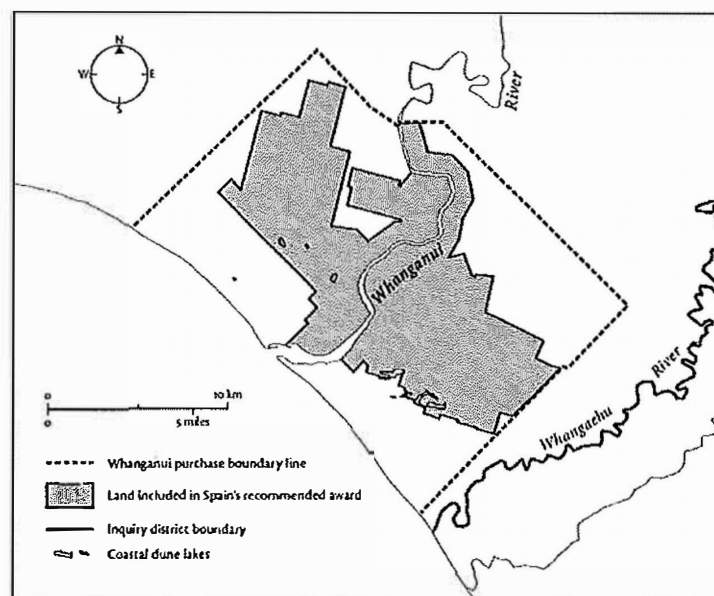 N
W E
S
River
Whanganui
River
Whangaehu
0 10 km
0 5 miles
Whanganui purchase boundary line
Land included in Spain's recommended award
Inquiry district boundary
Coastal dune lakes